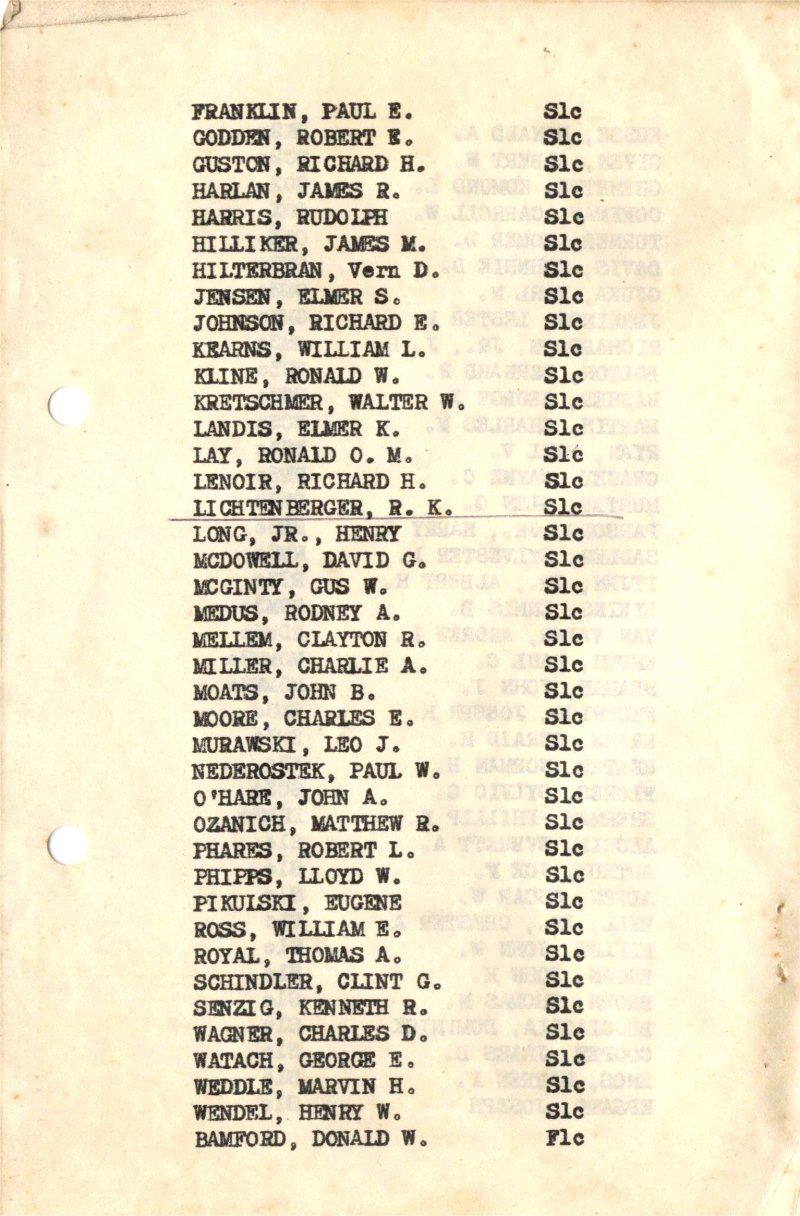 FRANKLIN, PAUL E. S1c
GODDEN, ROBERT E. S1c
GUSTON, RICHARD H. S1c
HARLAN, JAMES R. S1c
HARRIS, RUDOLPH S1c
HILLIKER, JAMES M. S1c
HILTERBRAN, Vern D. S1c
JENSEN, ELMER S. S1c
JOHNSON, RICHARD E. S1c
KEARNS, WILLIAM L. S1c
KLINE, RONALD W. S1c
KRETSCHMER, WALTER W. S1c
LANDIS, ELMER K. S1c
LAY, RONALD O. M. S1c
LENOIR, RICHARD H. S1c
LICHTENBERGER, R. K. S1c
LONG, JR., HENRY S1c
MCDOWELL, DAVID G. S1c
MCGINTY, GUS W. S1c
MEDUS, RODNEY A. S1c
MELLEM, CLAYTON R. S1c
MILLER, CHARLIE A. S1c
MOATS, JOHN B. S1c
MOORE, CHARLES E. S1c
MURAWSKI, LEO J. S1c
NEDEROSTEK, PAUL W. S1c
O'HARE, JOHN A. S1c
OZANICH, MATTHEW R. S1c
PHARES, ROBERT L. S1c
PHIPPS, LLOYD W. S1c
PIKUISKI, EUGENE S1c
ROSS, WILLIAM E. S1c
ROYAL, THOMAS A. S1c
SCHINDLER, CLINT G. S1c
SENZIG, KENNETH R. S1c
WAGNER, CHARLES D. S1c
WATACH, GEORGE E. S1c
WEDDLE, MARVIN H. S1c
WENDEL, HENRY W. S1c
BAMFORD, DONALD W. F1c